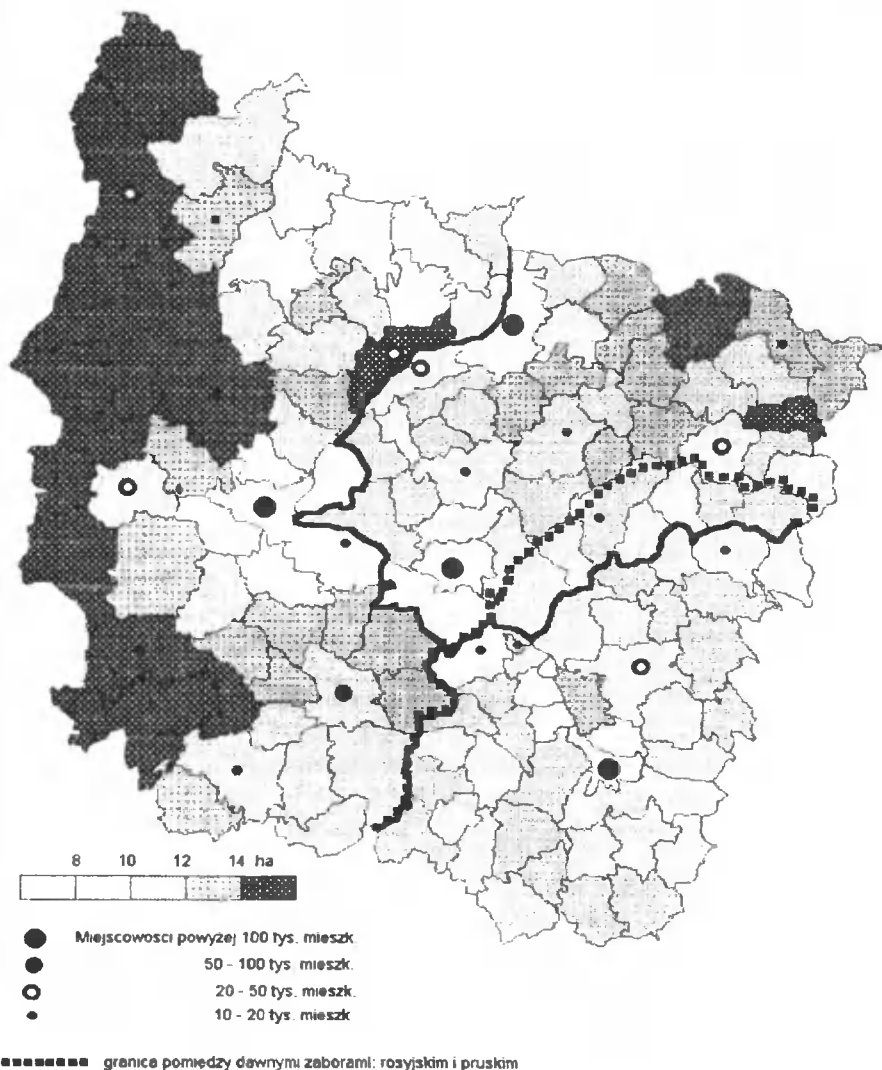 8 10 12 14 ha
Miejscowosci powyżej 100 tys. mieszk.
50 - 100 tys. mieszk.
20 - 50 tys. mieszk.
10 - 20 tys. mieszk
granica pomiędzy dawnymi zaborami: rosyjskim i pruskim